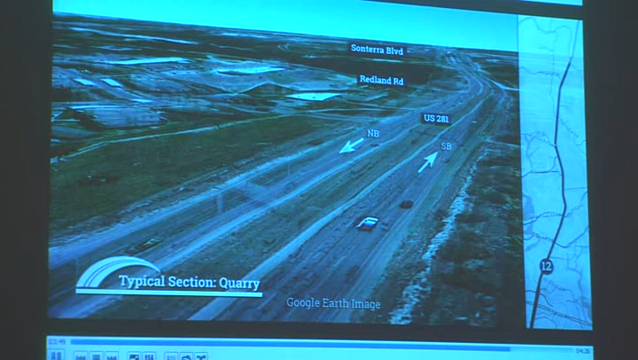 Sonterra Blvd
Redland Rd
US 281
NB
SB
12
Typical Section: Quarry
Google Earth Image